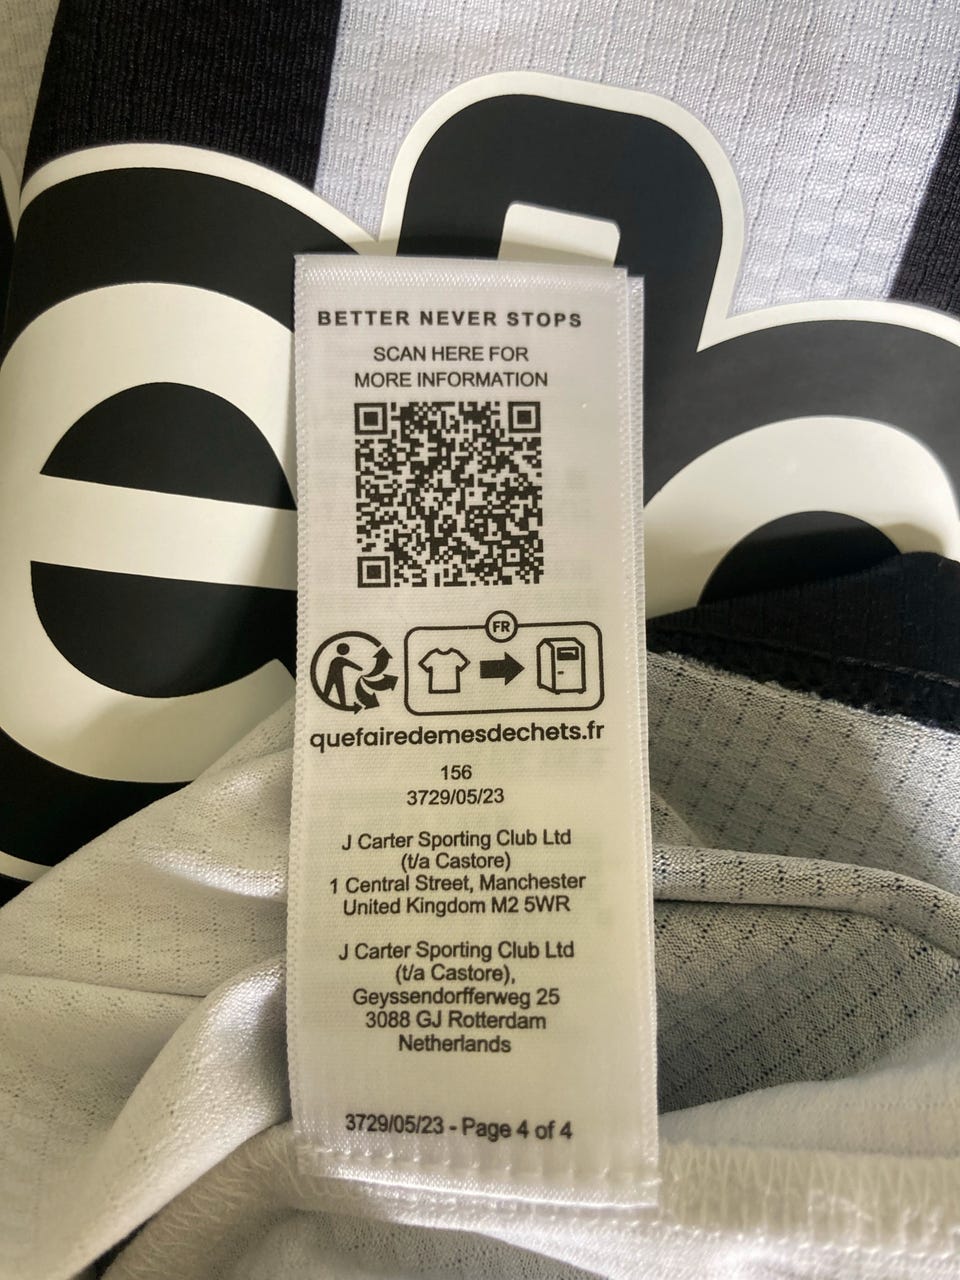 BETTER NEVER STOPS
SCAN HERE FOR
MORE INFORMATION
FR
quefairedemesdechets.fr
156
3729/05/23
J Carter Sporting Club Ltd
(t/a Castore)
1 Central Street, Manchester
United Kingdom M2 5WR
J Carter Sporting Club Ltd
(t/a Castore),
Geyssendorfferweg 25
3088 GJ Rotterdam
Netherlands
3729/05/23 - Page 4 of 4
e